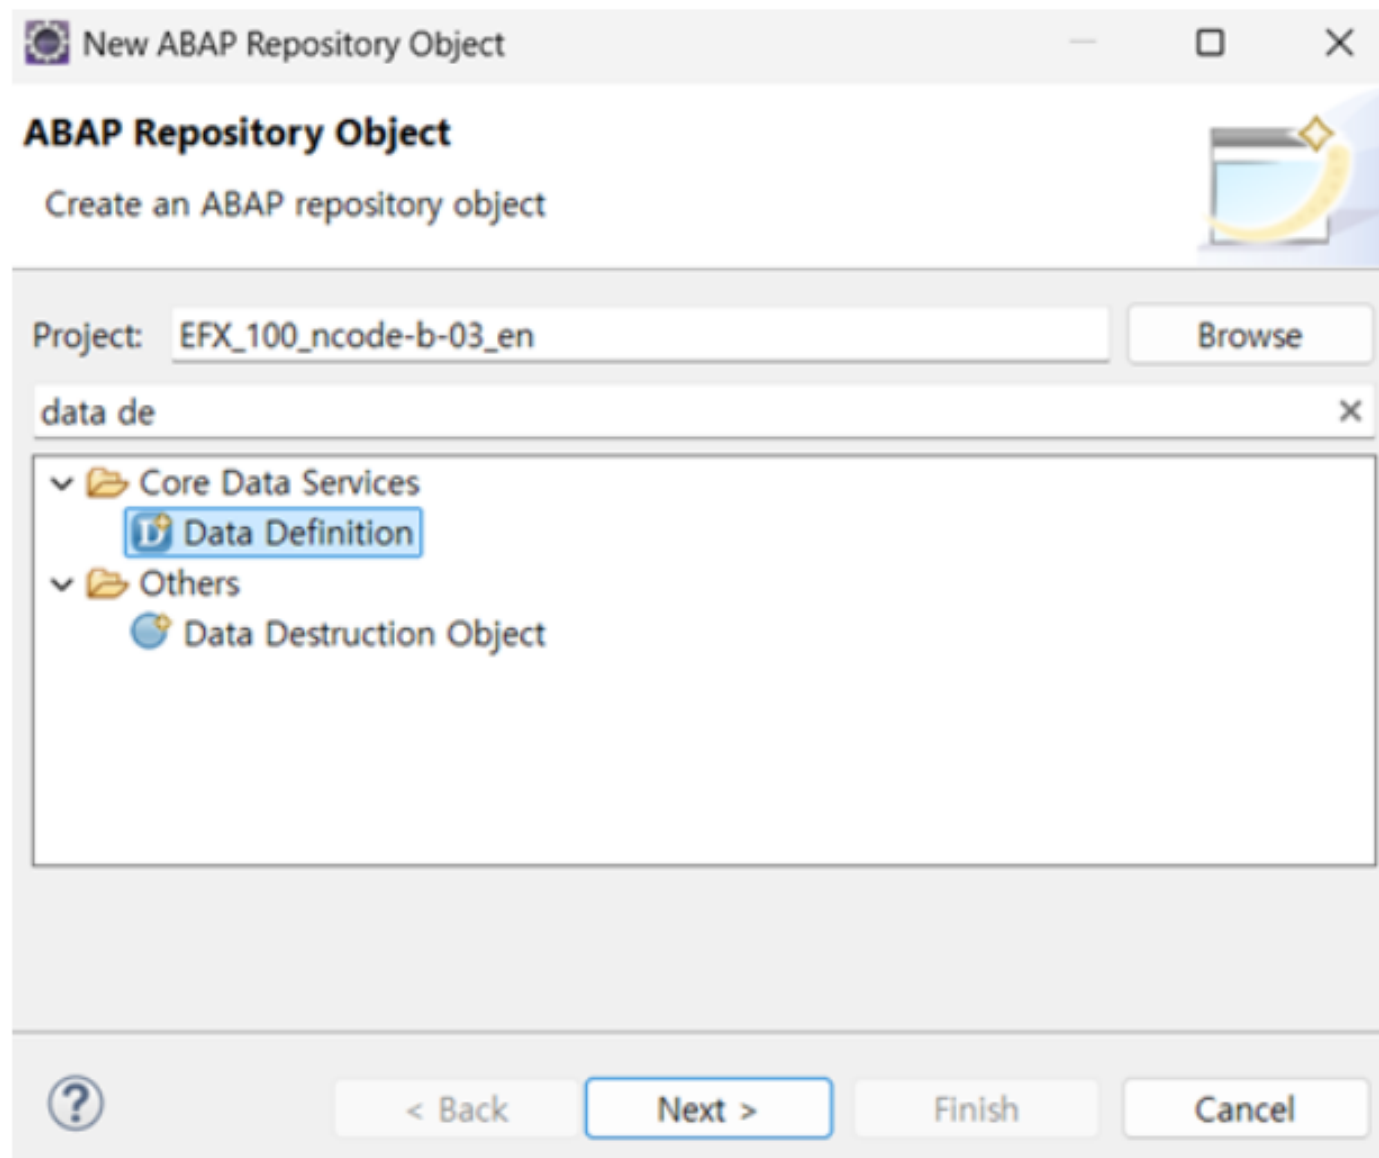 New ABAP Repository Object
ABAP Repository Object
Create an ABAP repository object
Project: EFX_100_ncode-b-03_en Browse
data de
Core Data Services
Data Definition
Others
Data Destruction Object
< Back Next > Finish Cancel